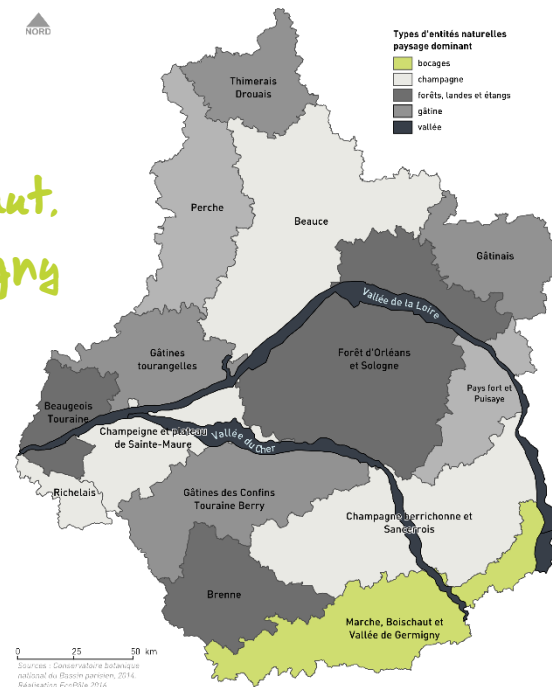 NORD
Types d'entités naturelles
paysage dominant
bocages
champagne
forêts, landes et étangs
gâtine
vallée
Thimerais
Drouais
Perche
Beauce
Gâtinais
Vallée de la Loire
Gâtines
tourangelles
Forêt d'Orléans
et Sologne
Pays fort et
Puisaye
Beaugeois
Touraine
Champeigne et plateau
de Sainte-Maure
Vallée du Cher
Richelais
Gâtines des Confins
Touraine Berry
Champagne berrichonne et
Sancerrois
Brenne
Marche, Boischaut et
Vallée de Germigny
0 25 50 km
Sources : Conservatoire botanique
national du Bassin parisien, 2014.
Réalisation EcoPôle 2016